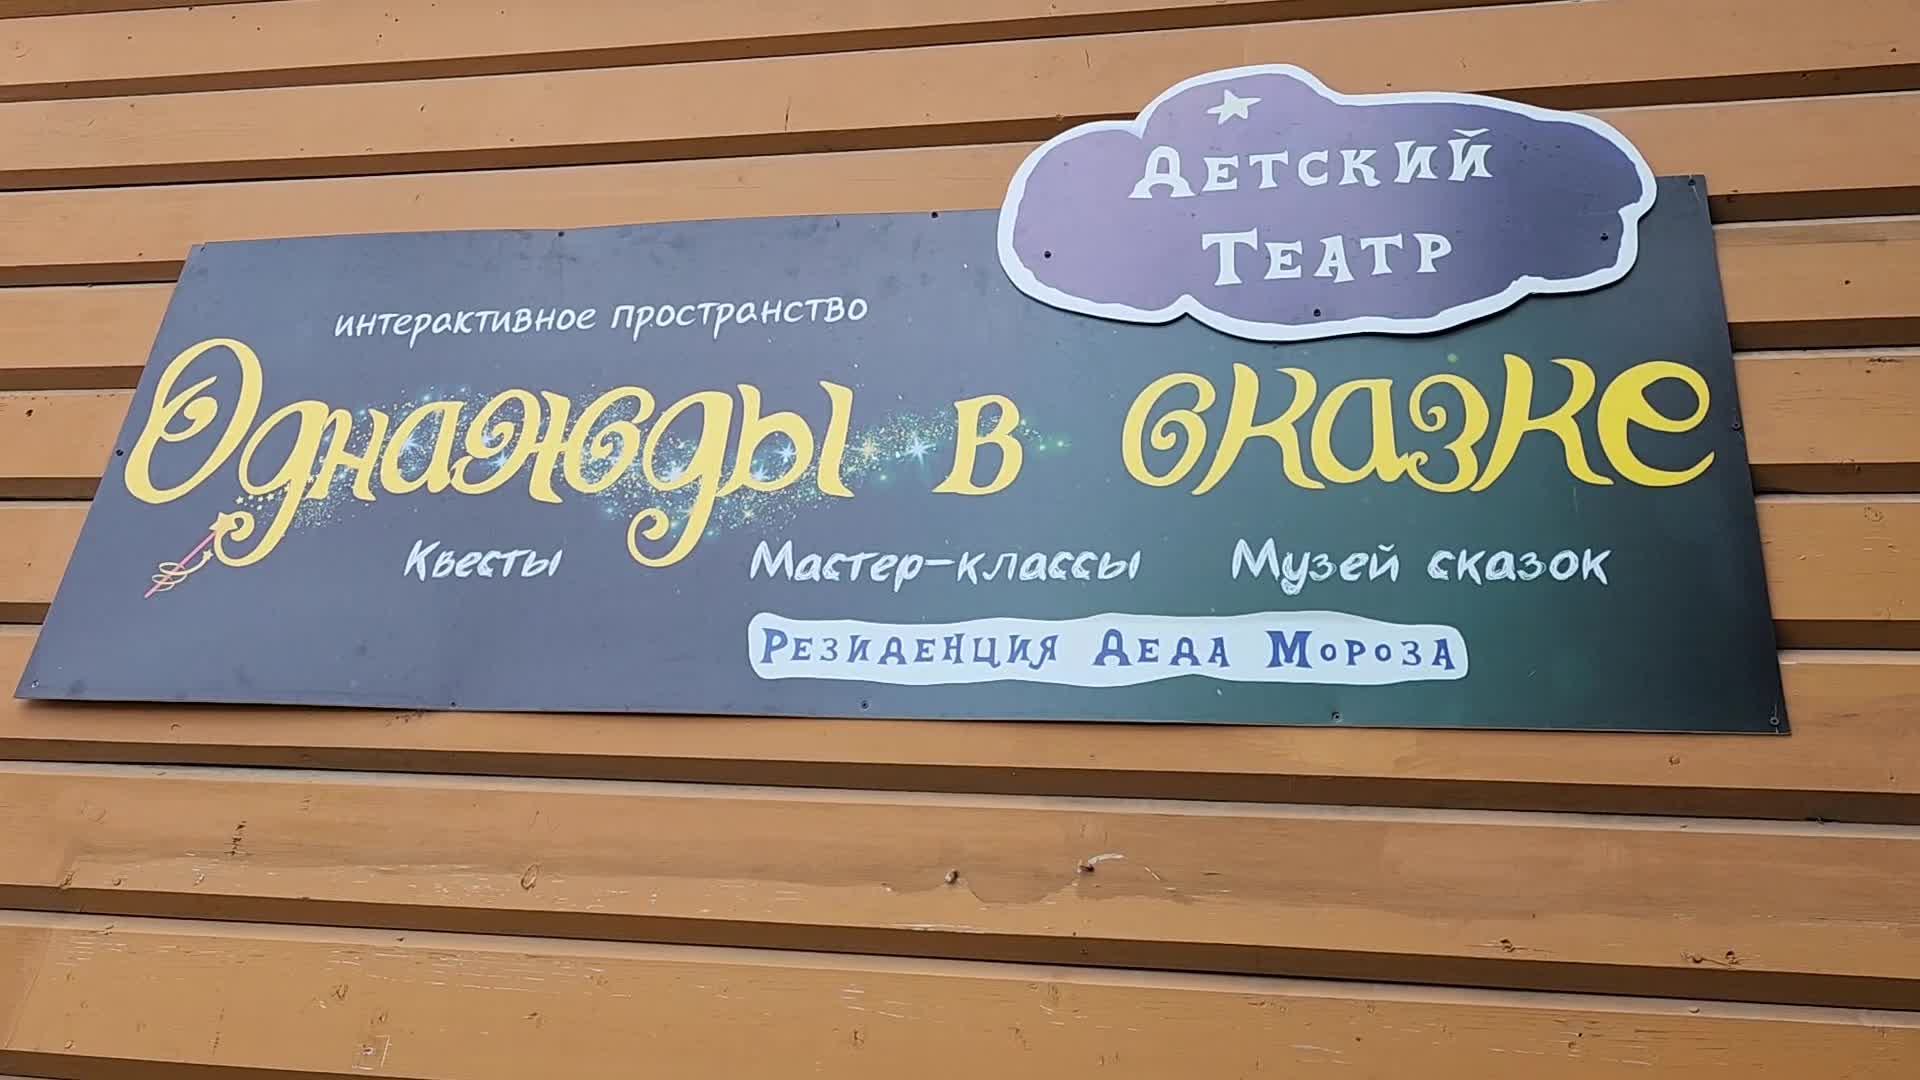 Детский
Театр
интерактивное пространство
Однажды в сказке
Квесты Мастер-классы Музей сказок
Резиденция Деда Мороза